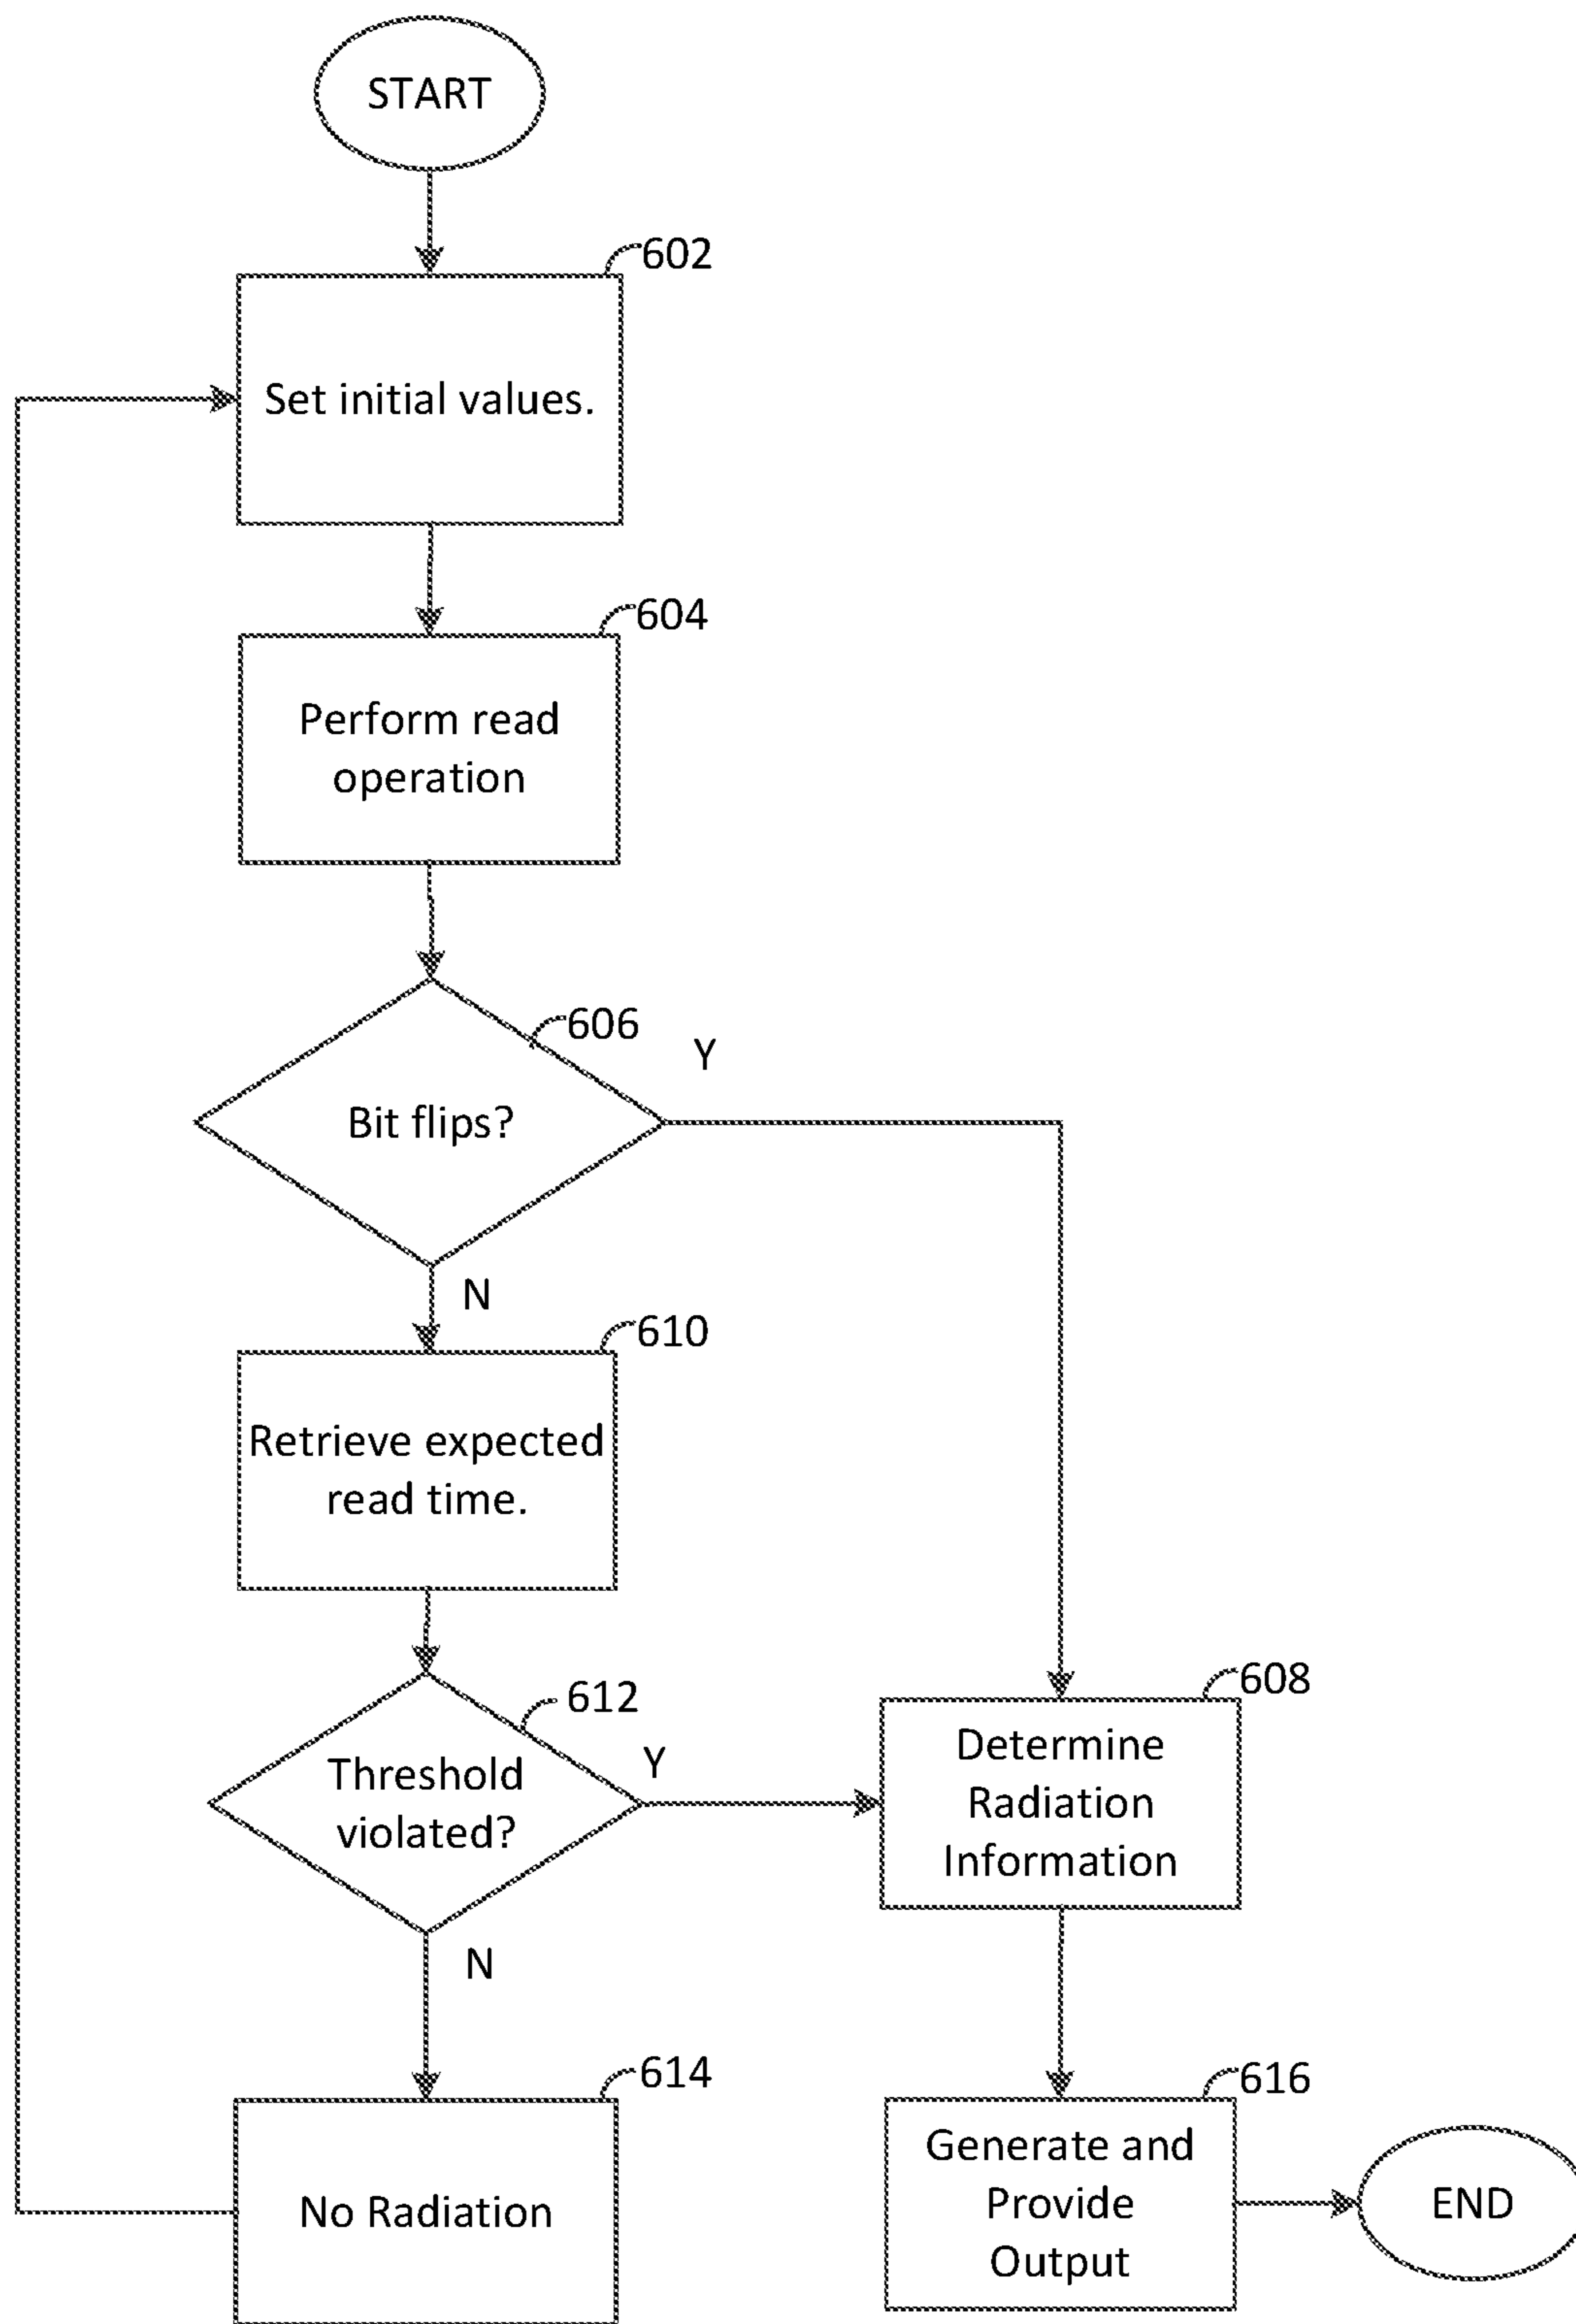 START
602
Set initial values.
604
Perform read
operation
606
Y
Bit flips?
N
610
Retrieve expected
read time.
612
Y
Threshold
violated?
N
608
Determine
Radiation
Information
614
No Radiation
616
Generate and
Provide
Output
END